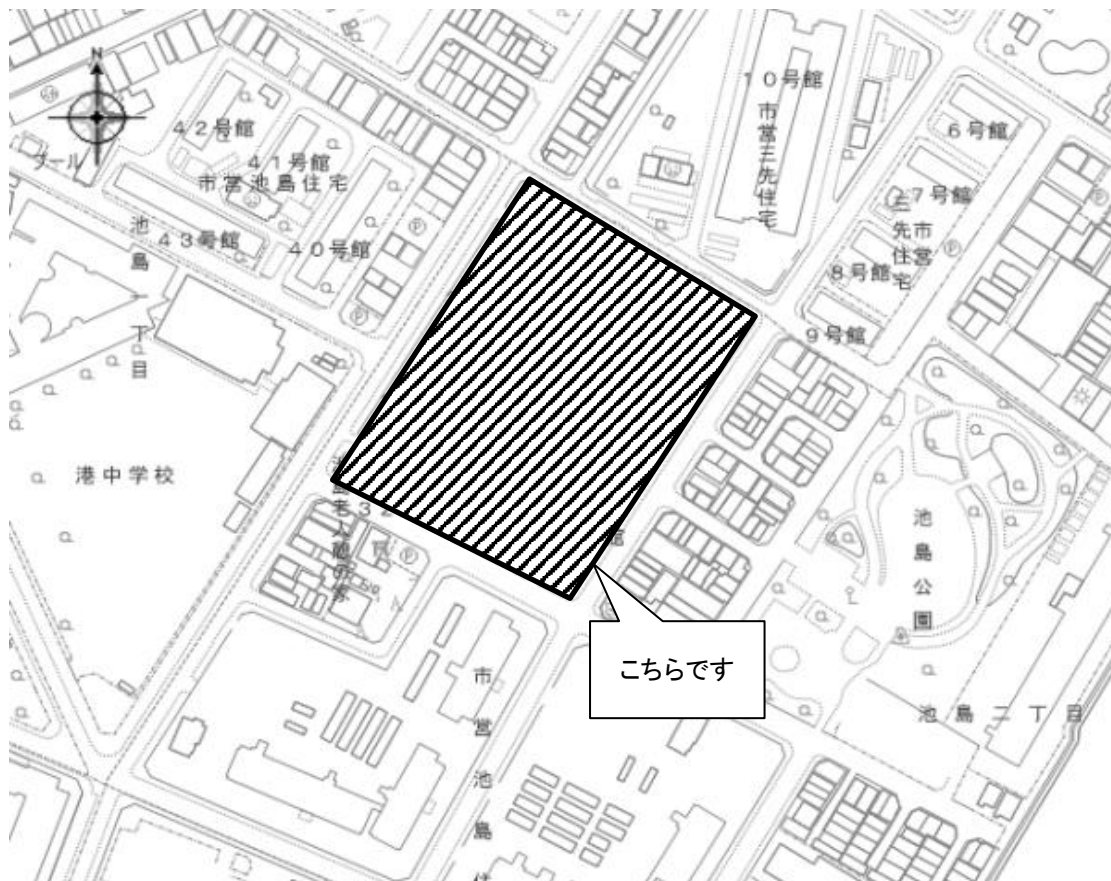 N
10号館
市営三先住宅
42号館
41号館
市営池島住宅
プール
43号館
40号館
6号館
7号館
市営三先住宅
8号館
9号館
池島一丁目
港中学校
池島公園
こちらです
池島二丁目
市営池島住